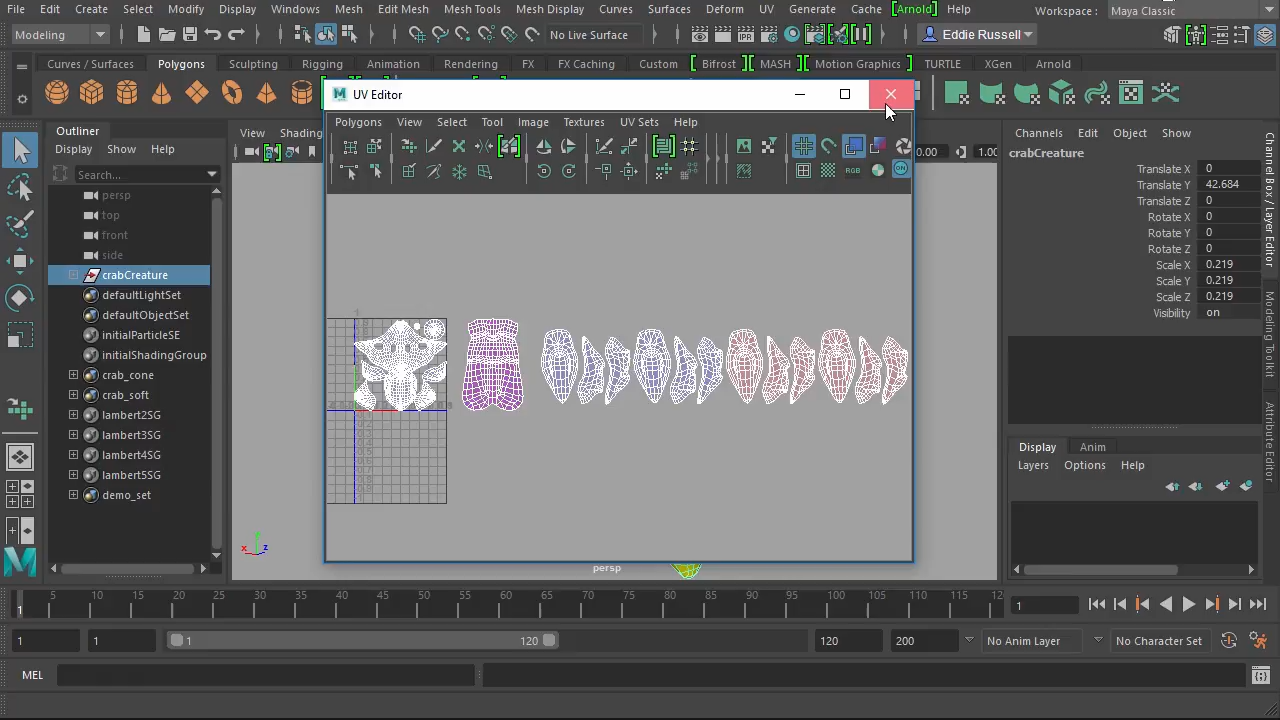 File Edit Create Select Modify Display Windows Mesh Edit Mesh Mesh Tools Mesh Display Curves Surfaces Deform UV Generate Cache Arnold Help Workspace : Maya Classic
Modeling No Live Surface Eddie Russell
Curves / Surfaces Polygons Sculpting Rigging Animation Rendering FX FX Caching Custom Bifrost MASH Motion Graphics TURTLE XGen Arnold
UV Editor
Polygons View Select Tool Image Textures UV Sets Help
RGB
ON
Outliner
Display Show Help
Search...
persp
top
front
side
crabCreature
defaultLightSet
defaultObjectSet
initialParticleSE
initialShadingGroup
crab_cone
crab_soft
lambert2SG
lambert3SG
lambert4SG
lambert5SG
demo_set
View Shading
0.00 1.00
persp
x y z
Channels Edit Object Show
crabCreature
Translate X 0
Translate Y 42.684
Translate Z 0
Rotate X 0
Rotate Y 0
Rotate Z 0
Scale X 0.219
Scale Y 0.219
Scale Z 0.219
Visibility on
Display Anim
Layers Options Help
Channel Box / Layer Editor
Modeling Toolkit
Attribute Editor
1 5 10 15 20 25 30 35 40 45 50 55 60 65 70 75 80 85 90 95 100 105 110 115 12
1
1 1 1 120 120 200 No Anim Layer No Character Set
MEL